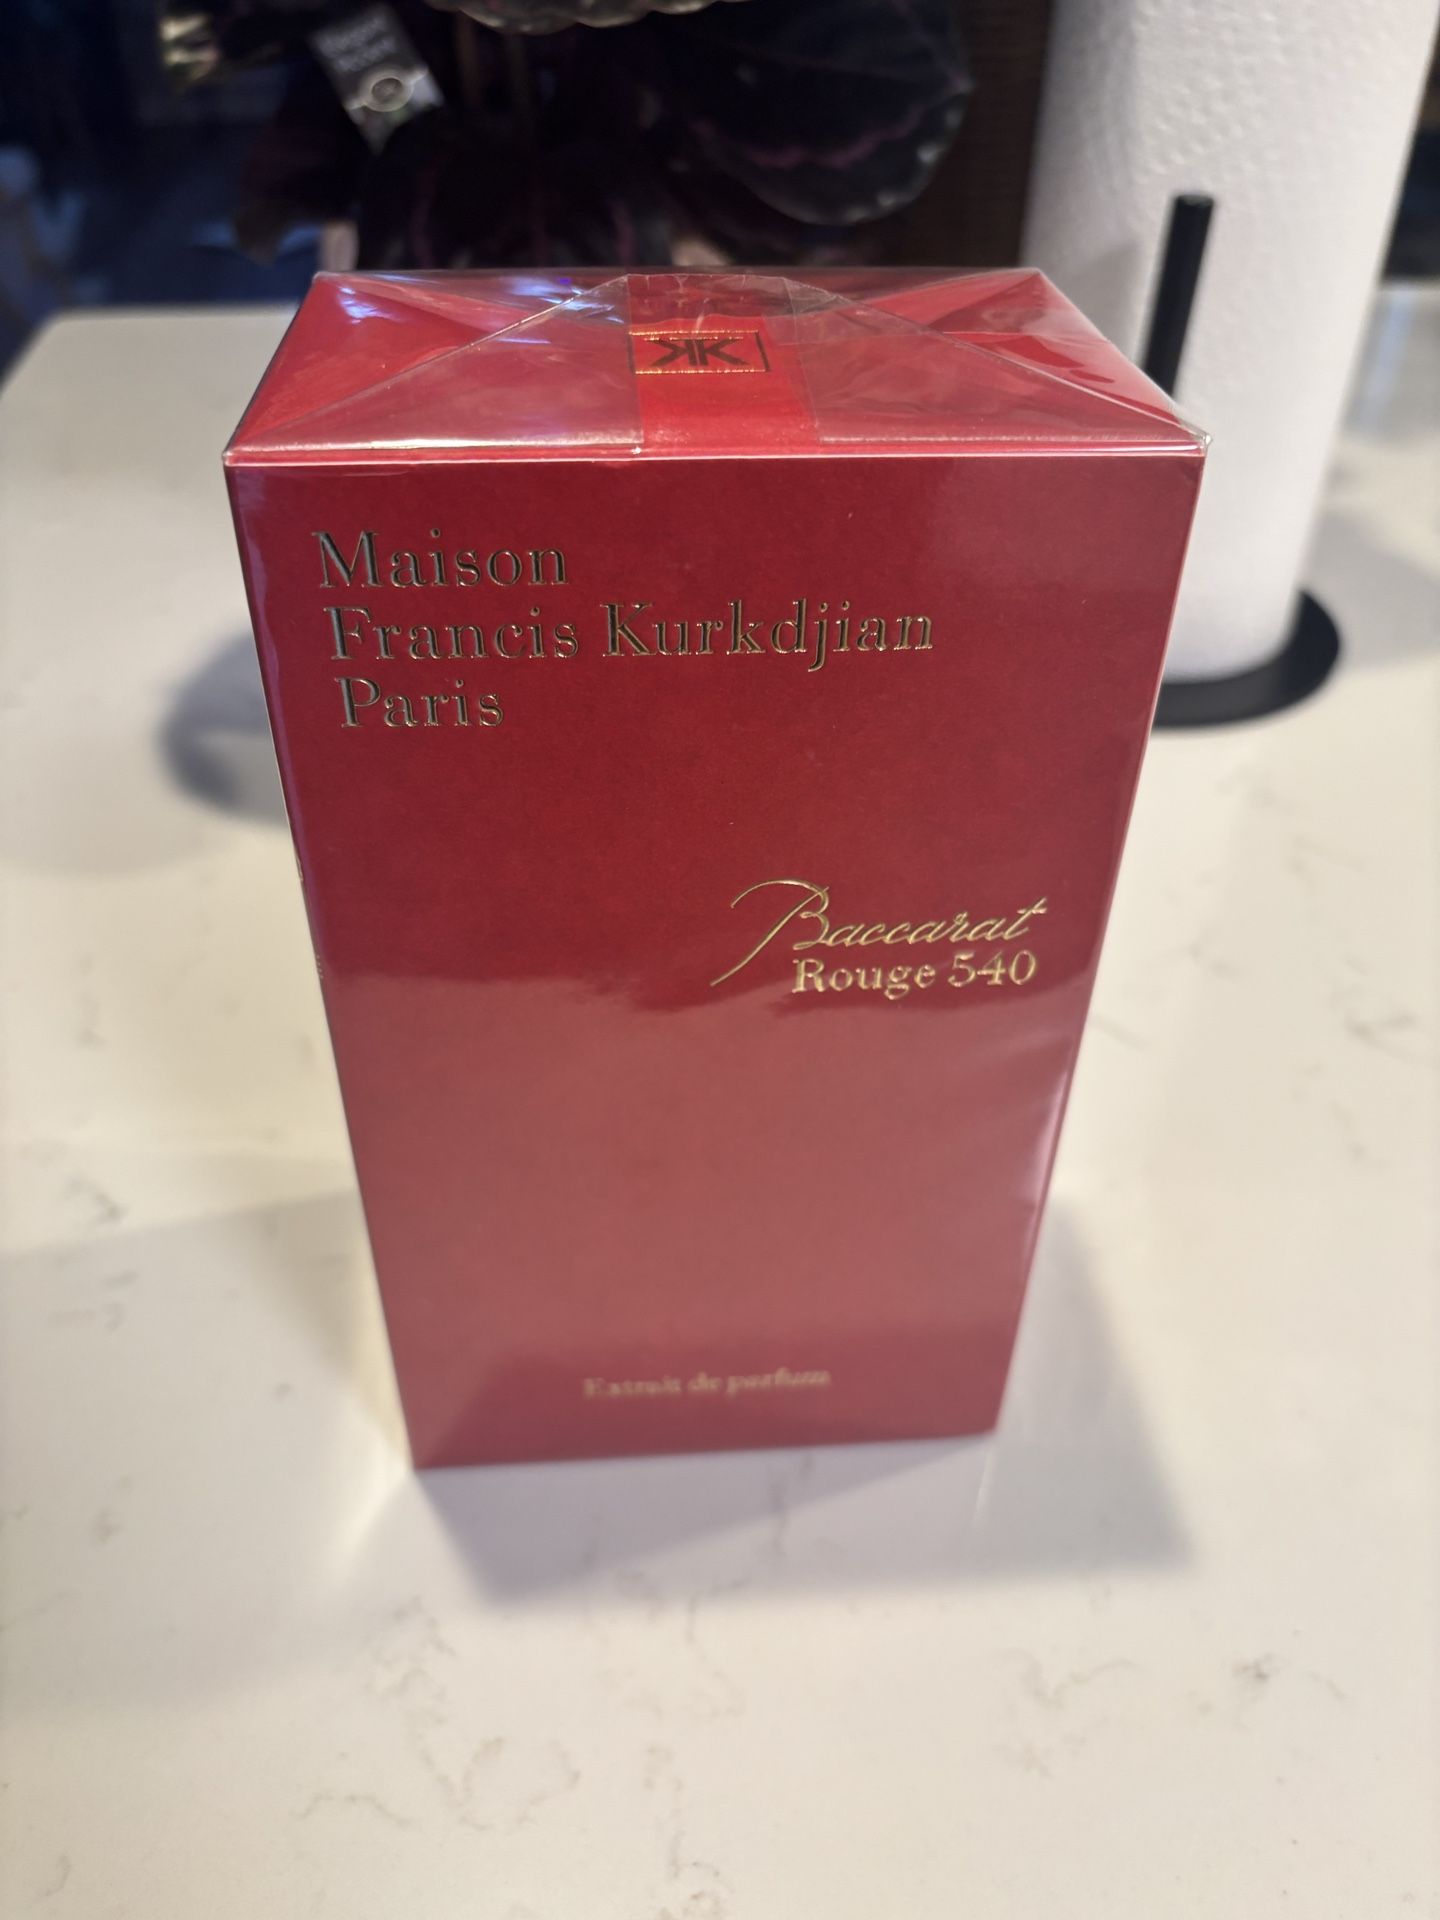 Maison
Francis Kurkdjian
Paris
Baccarat
Rouge 540
Extrait de parfum